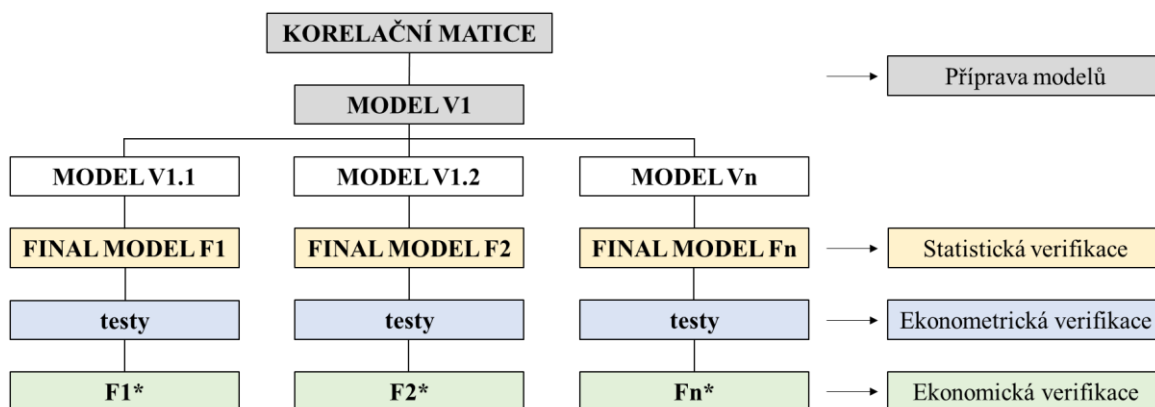 KORELAČNÍ MATICE
Příprava modelů
MODEL V1
MODEL V1.1
MODEL V1.2
MODEL Vn
FINAL MODEL F1
FINAL MODEL F2
FINAL MODEL Fn
Statistická verifikace
testy
testy
testy
Ekonometrická verifikace
F1*
F2*
Fn*
Ekonomická verifikace